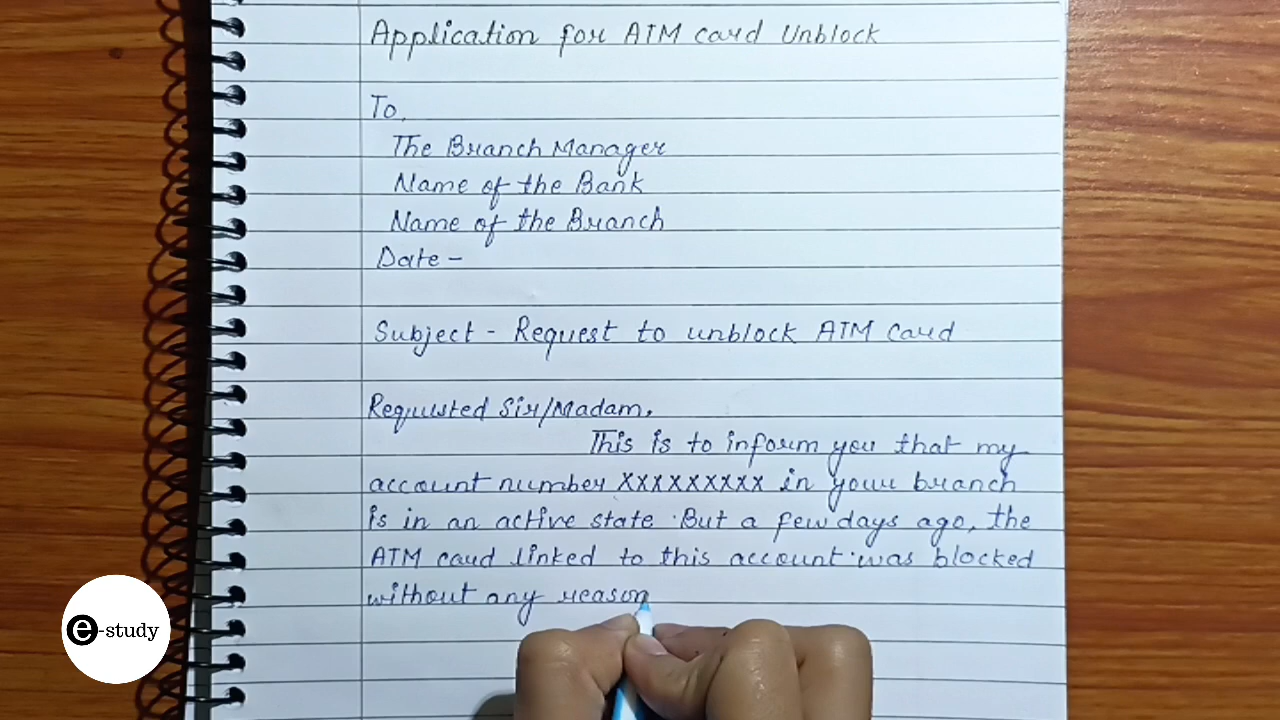 Application for ATM card Unblock
To,
The Branch Manager
Name of the Bank
Name of the Branch
Date -
Subject - Request to unblock ATM card
Requested Sir/Madam,
This is to inform you that my
account number XXXXXXXXX in your branch
is in an active state. But a few days ago, the
ATM card linked to this account was blocked
without any reason
e-study